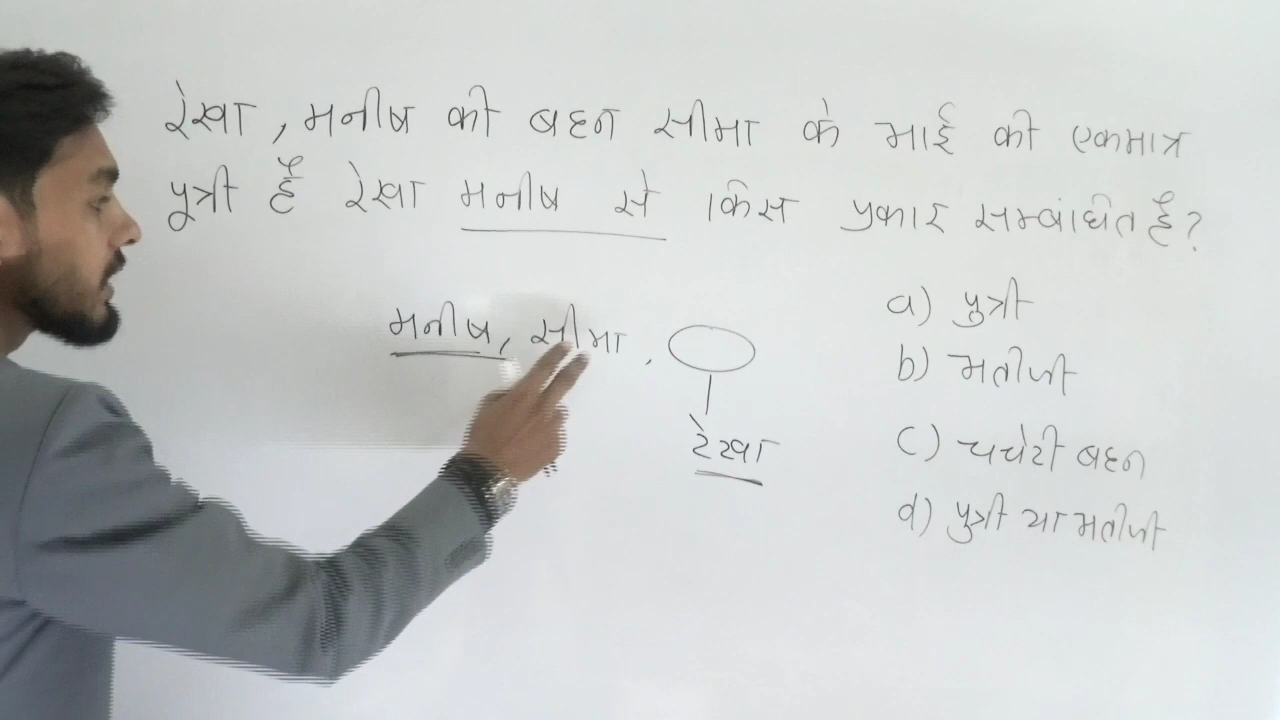 रेखा, मनीष की बहन सीमा के भाई की एकमात्र
पुत्री हैं रेखा मनीष से किस प्रकार सम्बंधित है?
मनीष, सीमा,
रेखा
a) पुत्री
b) भतीजी
c) चचेरी बहन
d) पुत्री या भतीजी